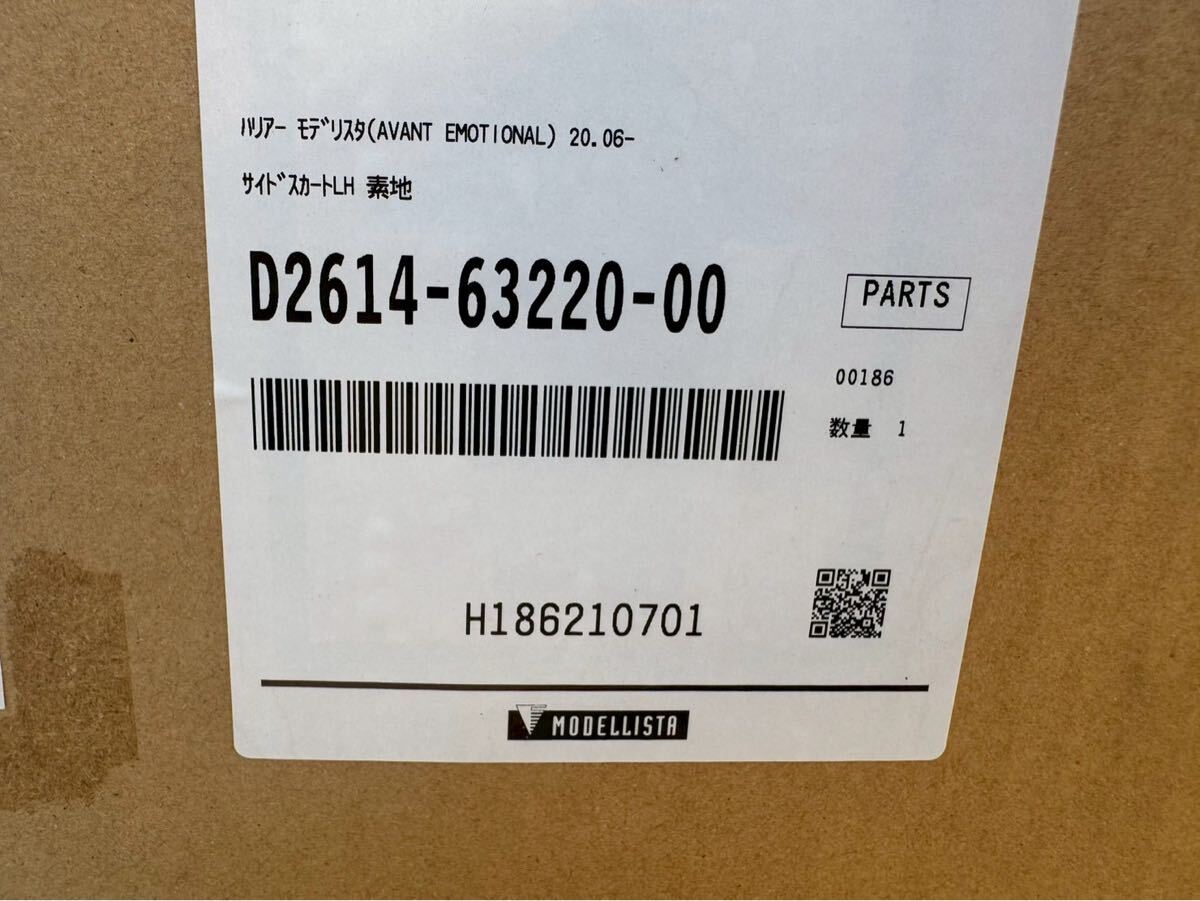 ﾊﾘｱｰ ﾓﾃﾞﾘｽﾀ(AVANT EMOTIONAL) 20.06-
ｻｲﾄﾞｽｶｰﾄLH 素地
D2614-63220-00
PARTS
00186
数量 1
H186210701
MODELLISTA